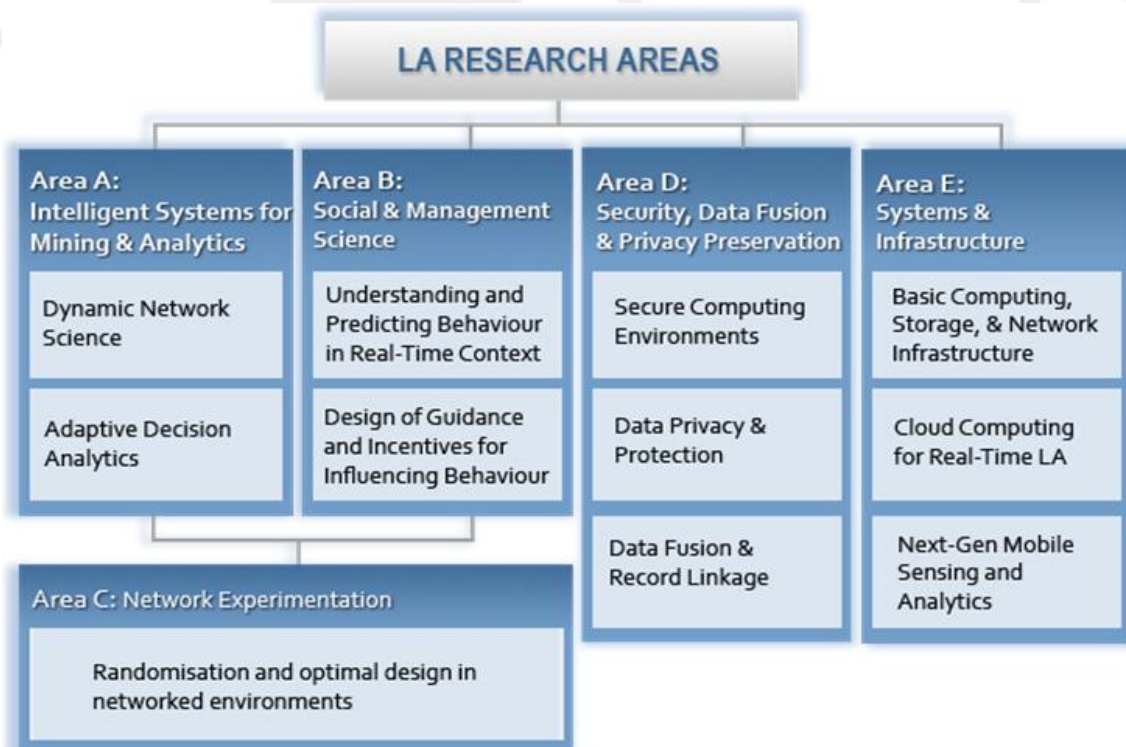 LA RESEARCH AREAS
Area A:
Intelligent Systems for
Mining & Analytics
Dynamic Network
Science
Adaptive Decision
Analytics
Area B:
Social & Management
Science
Understanding and
Predicting Behaviour
in Real-Time Context
Design of Guidance
and Incentives for
Influencing Behaviour
Area C: Network Experimentation
Randomisation and optimal design in
networked environments
Area D:
Security, Data Fusion
& Privacy Preservation
Secure Computing
Environments
Data Privacy &
Protection
Data Fusion &
Record Linkage
Area E:
Systems &
Infrastructure
Basic Computing,
Storage, & Network
Infrastructure
Cloud Computing
for Real-Time LA
Next-Gen Mobile
Sensing and
Analytics